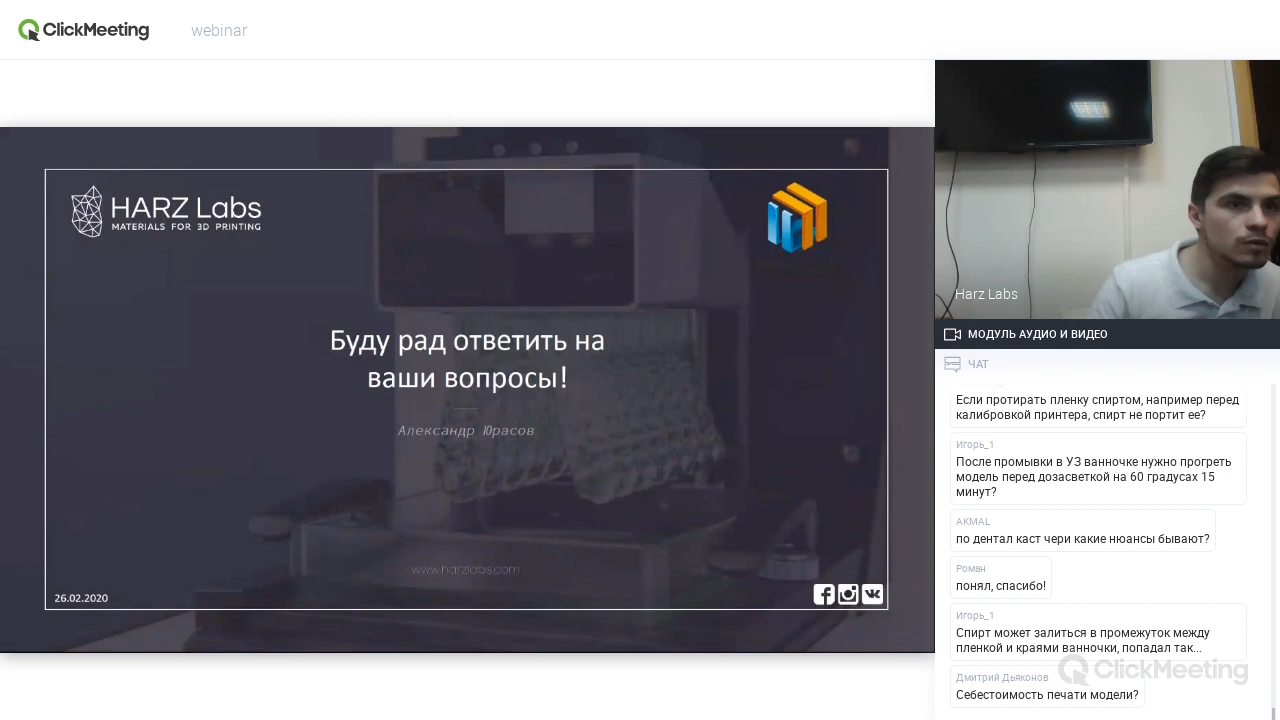 ClickMeeting
webinar
HARZ Labs
MATERIALS FOR 3D PRINTING
Буду рад ответить на
ваши вопросы!
Александр Юрасов
www.harzlabs.com
26.02.2020
Harz Labs
МОДУЛЬ АУДИО И ВИДЕО
ЧАТ
Если протирать пленку спиртом, например перед
калибровкой принтера, спирт не портит ее?
Игорь_1
После промывки в УЗ ванночке нужно прогреть
модель перед дозасветкой на 60 градусах 15
минут?
AKMAL
по дентал каст чери какие нюансы бывают?
Роман
понял, спасибо!
Игорь_1
Спирт может залиться в промежуток между
пленкой и краями ванночки, попадал так...
Дмитрий Дьяконов
Себестоимость печати модели?
ClickMeeting